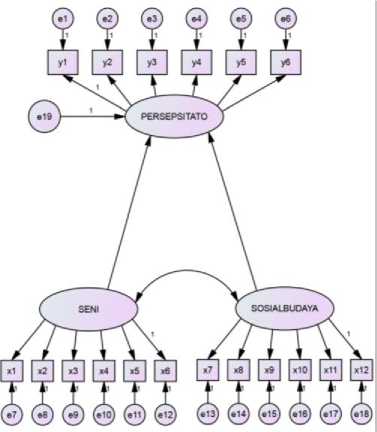 e1 e2 e3 e4 e5 e6
1 1 1 1 1 1
y1 y2 y3 y4 y5 y6
1
e19 1 PERSEPSITATO
SENI SOSIALBUDAYA
1 1
x1 x2 x3 x4 x5 x6 x7 x8 x9 x10 x11 x12
1 1 1 1 1 1 1 1 1 1 1 1
e7 e8 e9 e10 e11 e12 e13 e14 e15 e16 e17 e18